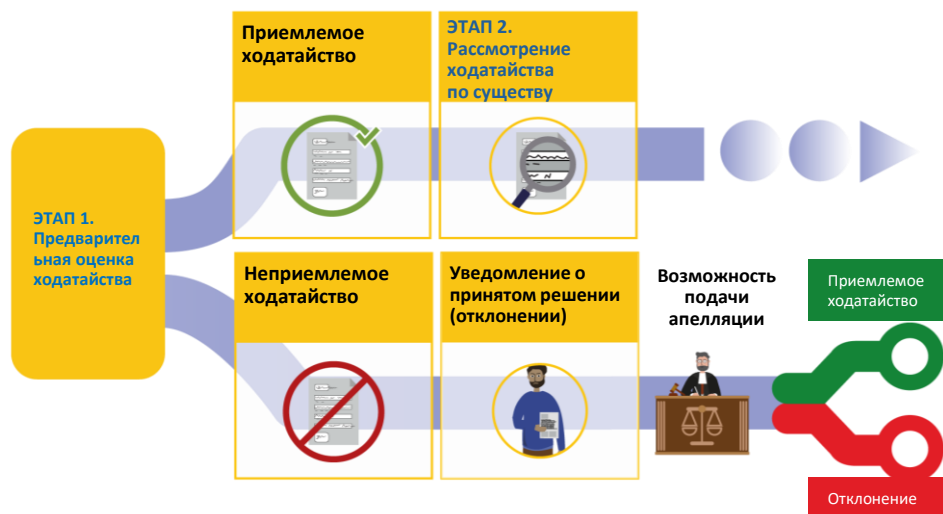 Приемлемое
ходатайство
ЭТАП 2.
Рассмотрение
ходатайства
по существу
ЭТАП 1.
Предварител
ьная оценка
ходатайства
Неприемлемое
ходатайство
Уведомление о
принятом решении
(отклонении)
Возможность
подачи
апелляции
Приемлемое
ходатайство
Отклонение